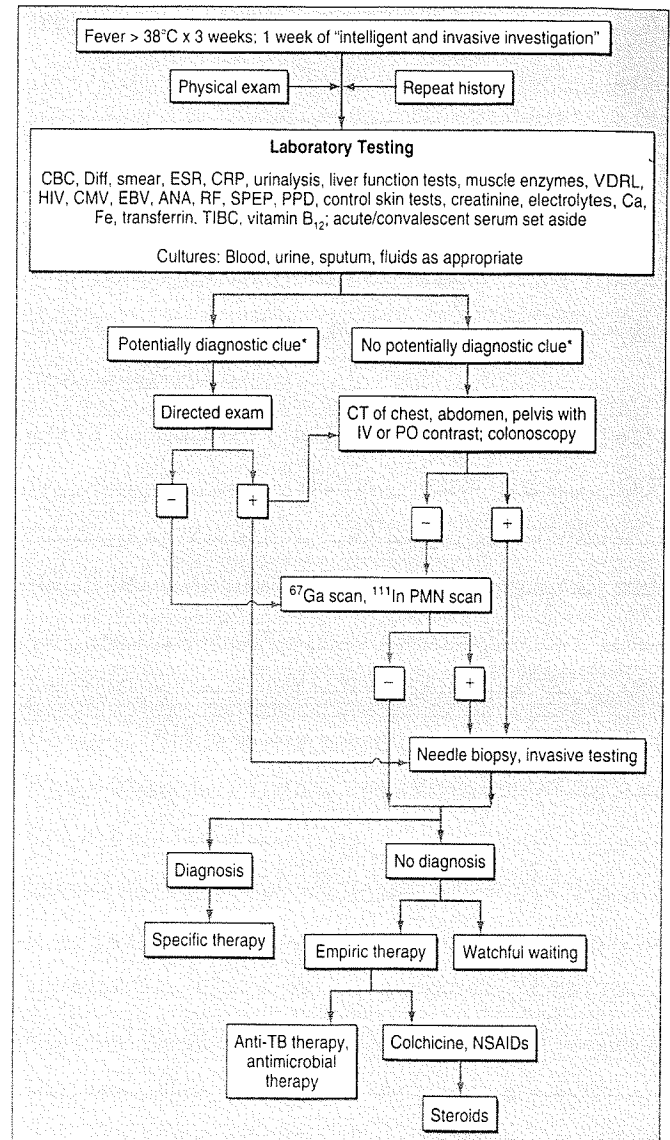 Fever > 38°C x 3 weeks; 1 week of “intelligent and invasive investigation”
Physical exam
Repeat history
Laboratory Testing
CBC, Diff, smear, ESR, CRP, urinalysis, liver function tests, muscle enzymes, VDRL,
HIV, CMV, EBV, ANA, RF, SPEP, PPD, control skin tests, creatinine, electrolytes, Ca,
Fe, transferrin. TIBC, vitamin B₁₂; acute/convalescent serum set aside
Cultures: Blood, urine, sputum, fluids as appropriate
Potentially diagnostic clue*
No potentially diagnostic clue*
Directed exam
CT of chest, abdomen, pelvis with
IV or PO contrast; colonoscopy
−
+
−
+
⁶⁷Ga scan, ¹¹¹In PMN scan
−
+
Needle biopsy, invasive testing
Diagnosis
No diagnosis
Specific therapy
Empiric therapy
Watchful waiting
Anti-TB therapy,
antimicrobial
therapy
Colchicine, NSAIDs
Steroids